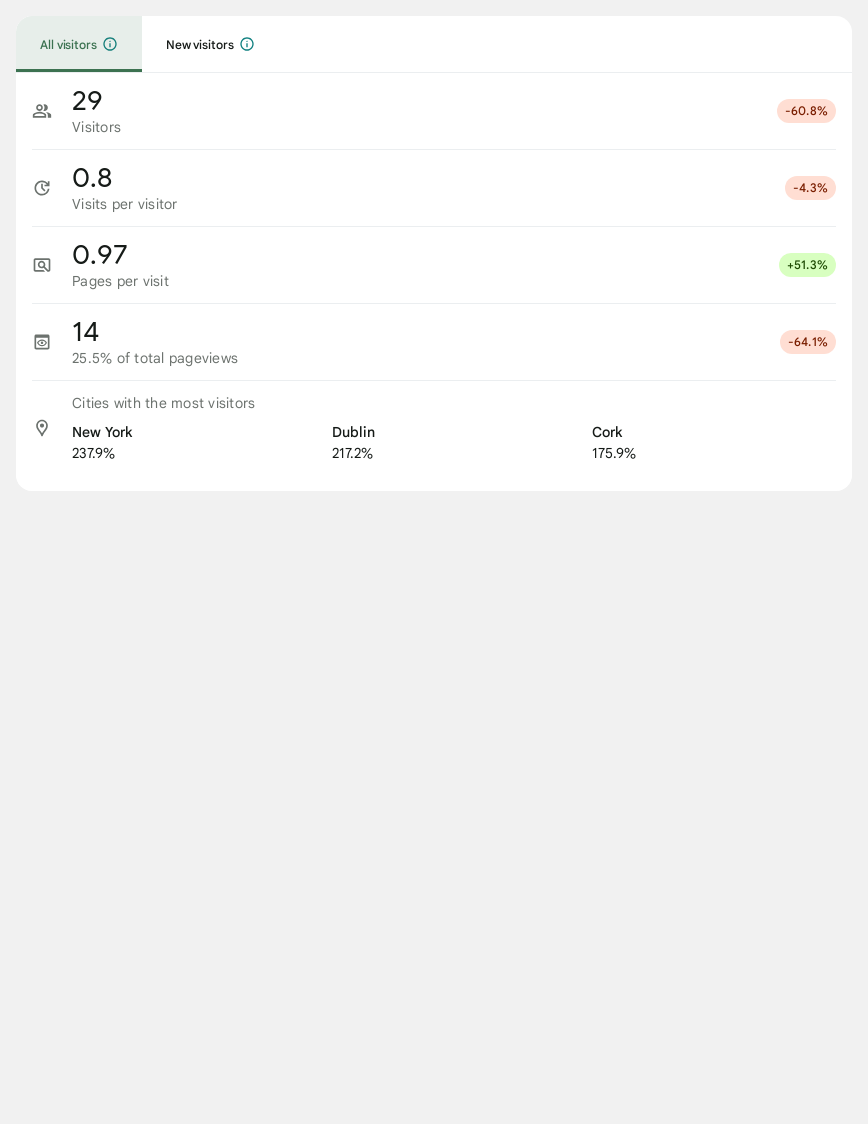 All visitors
New visitors
29
Visitors
-60.8%
0.8
Visits per visitor
-4.3%
0.97
Pages per visit
+51.3%
14
25.5% of total pageviews
-64.1%
Cities with the most visitors
New York
Dublin
Cork
237.9%
217.2%
175.9%